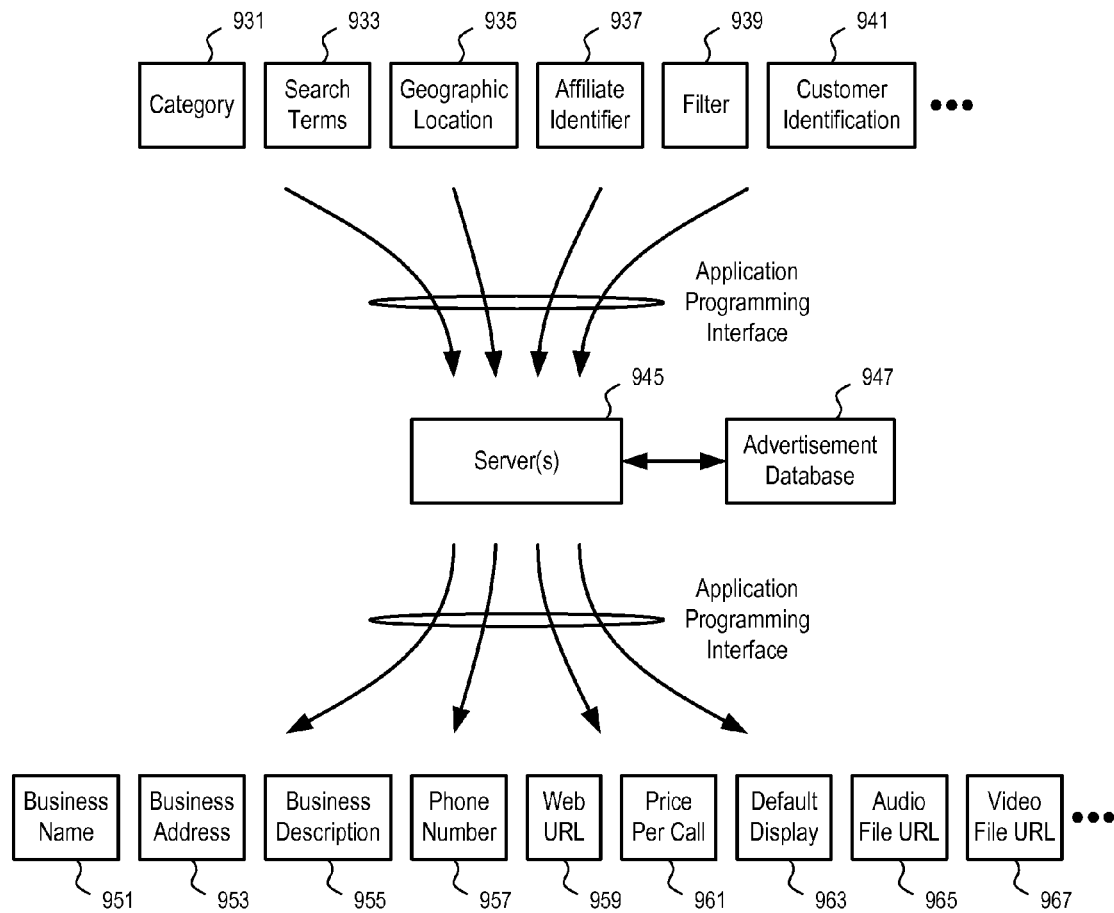 931 933 935 937 939 941
Category
Search
Terms
Geographic
Location
Affiliate
Identifier
Filter
Customer
Identification
•••
Application
Programming
Interface
945
Server(s)
947
Advertisement
Database
Application
Programming
Interface
Business
Name
Business
Address
Business
Description
Phone
Number
Web
URL
Price
Per Call
Default
Display
Audio
File URL
Video
File URL
•••
951 953 955 957 959 961 963 965 967